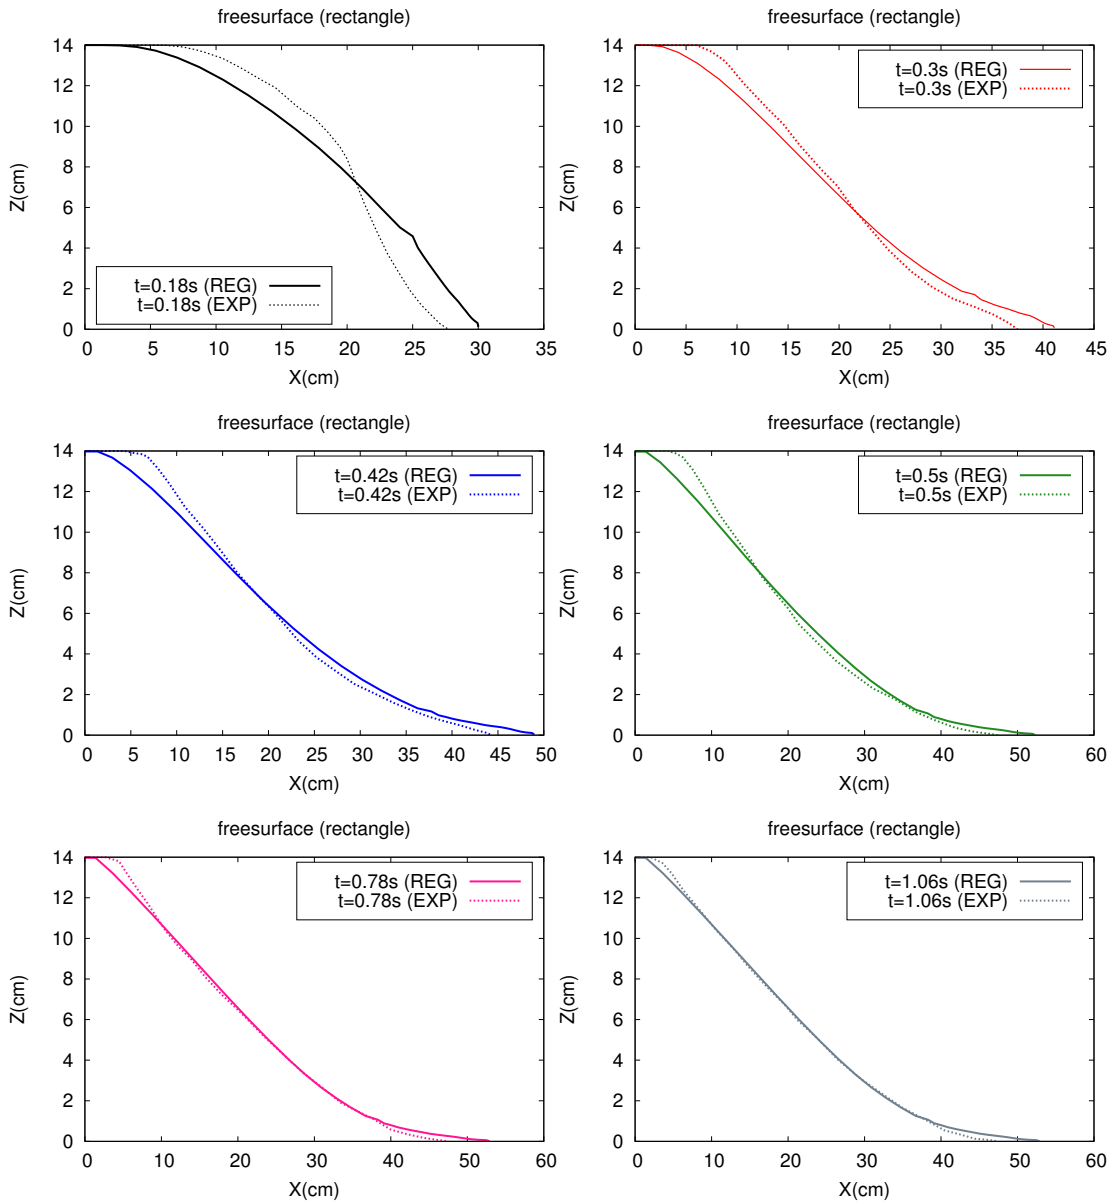 freesurface (rectangle)
14
12
10
8
6
4
2
0
Z(cm)
t=0.18s (REG)
t=0.18s (EXP)
0 5 10 15 20 25 30 35
X(cm)
freesurface (rectangle)
14
12
10
8
6
4
2
0
Z(cm)
t=0.3s (REG)
t=0.3s (EXP)
0 5 10 15 20 25 30 35 40 45
X(cm)
freesurface (rectangle)
14
12
10
8
6
4
2
0
Z(cm)
t=0.42s (REG)
t=0.42s (EXP)
0 5 10 15 20 25 30 35 40 45 50
X(cm)
freesurface (rectangle)
14
12
10
8
6
4
2
0
Z(cm)
t=0.5s (REG)
t=0.5s (EXP)
0 10 20 30 40 50 60
X(cm)
freesurface (rectangle)
14
12
10
8
6
4
2
0
Z(cm)
t=0.78s (REG)
t=0.78s (EXP)
0 10 20 30 40 50 60
X(cm)
freesurface (rectangle)
14
12
10
8
6
4
2
0
Z(cm)
t=1.06s (REG)
t=1.06s (EXP)
0 10 20 30 40 50 60
X(cm)